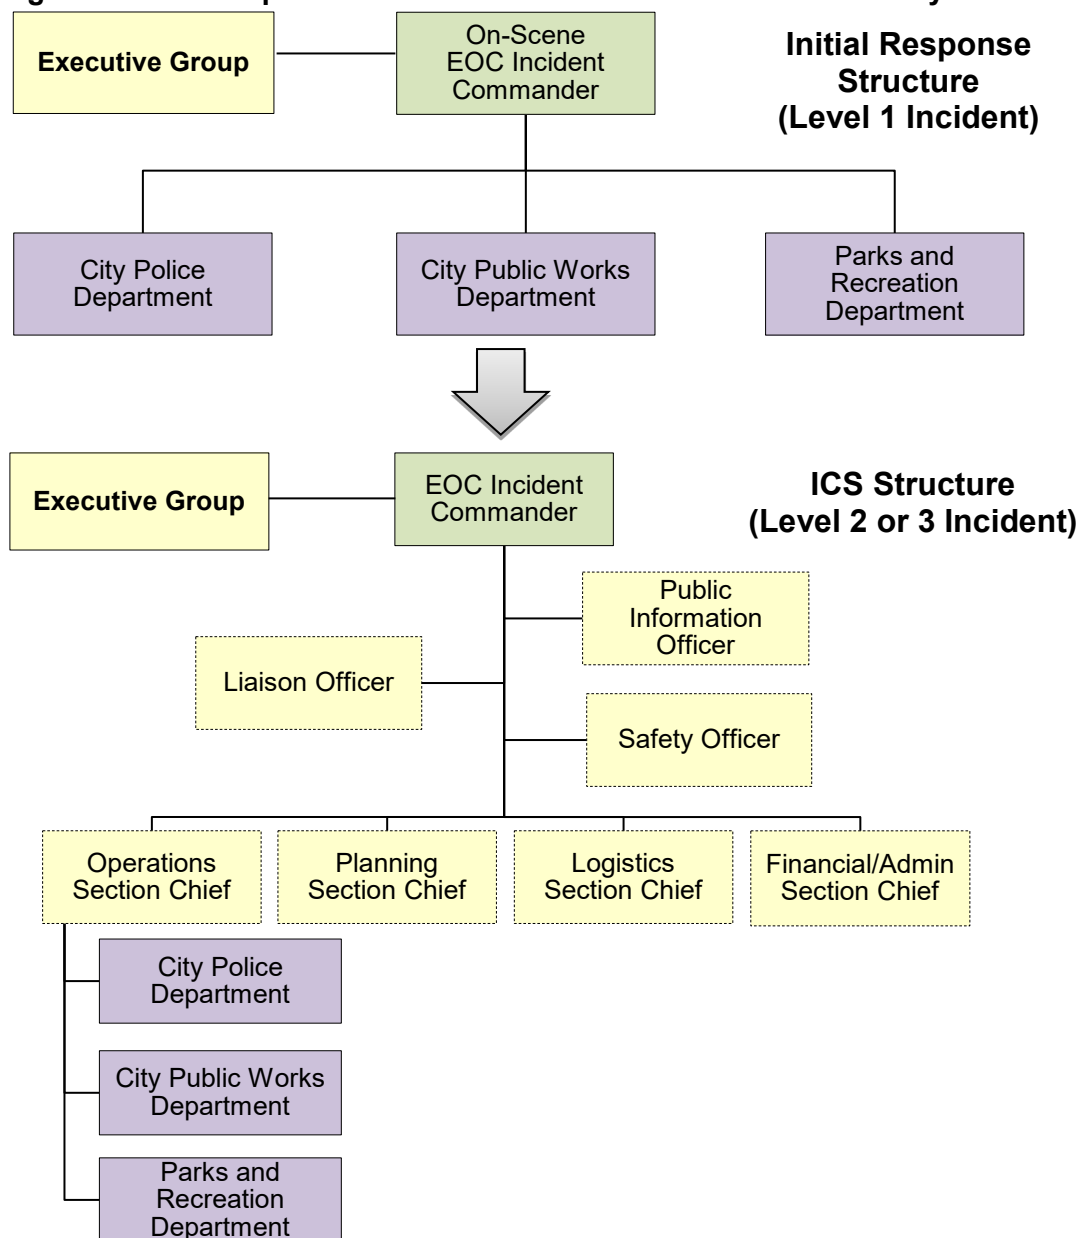 On-Scene
EOC Incident
Commander
Executive Group
Initial Response
Structure
(Level 1 Incident)
City Police
Department
City Public Works
Department
Parks and
Recreation
Department
Executive Group
EOC Incident
Commander
ICS Structure
(Level 2 or 3 Incident)
Public
Information
Officer
Liaison Officer
Safety Officer
Operations
Section Chief
Planning
Section Chief
Logistics
Section Chief
Financial/Admin
Section Chief
City Police
Department
City Public Works
Department
Parks and
Recreation
Department